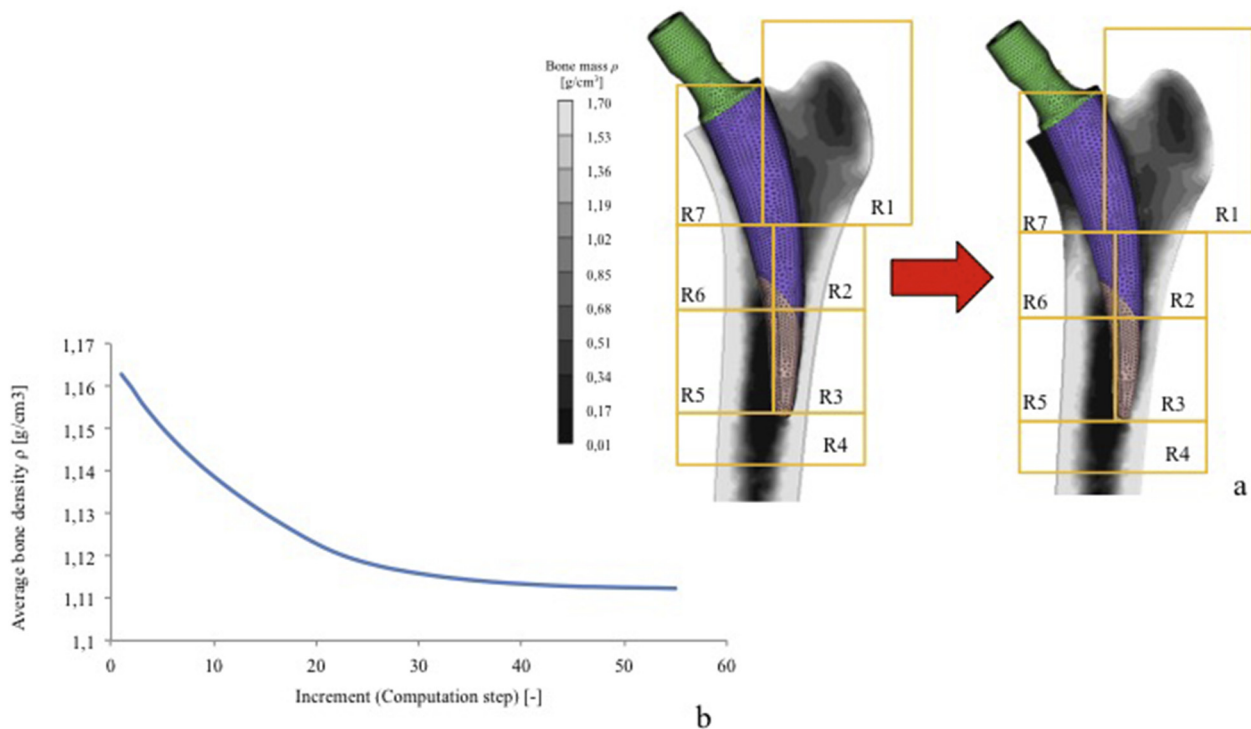 Bone mass ρ
[g/cm³]
1,70
1,53
1,36
1,19
1,02
0,85
0,68
0,51
0,34
0,17
0,01
R7
R1
R6
R2
R5
R3
R4
R7
R1
R6
R2
R5
R3
R4
a
Average bone density ρ [g/cm3]
1,17
1,16
1,15
1,14
1,13
1,12
1,11
1,1
0 10 20 30 40 50 60
Increment (Computation step) [-]
b